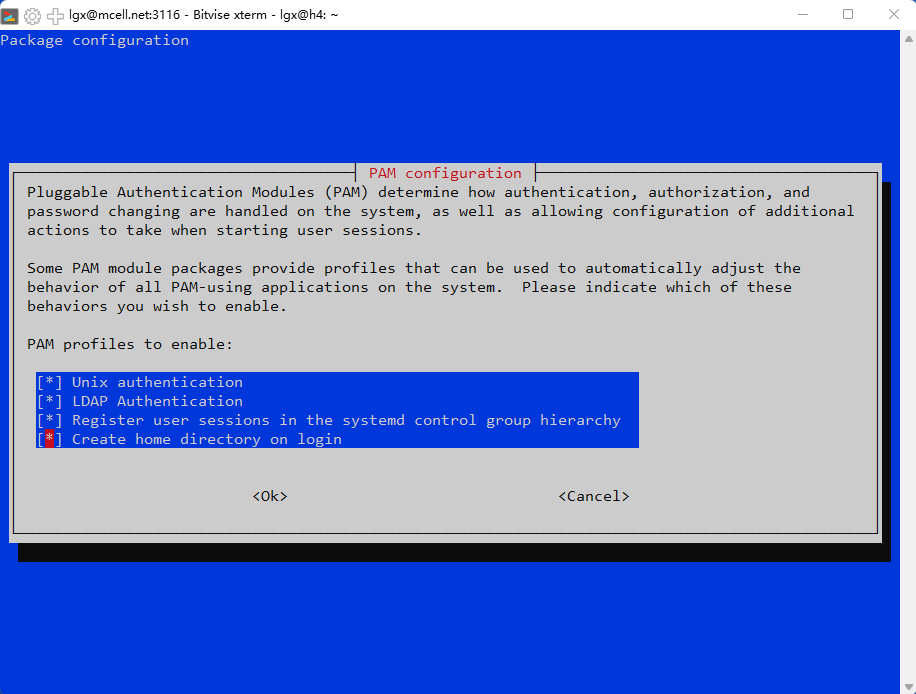 lgx@mcell.net:3116 - Bitvise xterm - lgx@h4: ~
Package configuration
PAM configuration
Pluggable Authentication Modules (PAM) determine how authentication, authorization, and
password changing are handled on the system, as well as allowing configuration of additional
actions to take when starting user sessions.
Some PAM module packages provide profiles that can be used to automatically adjust the
behavior of all PAM-using applications on the system.  Please indicate which of these
behaviors you wish to enable.
PAM profiles to enable:
[*] Unix authentication
[*] LDAP Authentication
[*] Register user sessions in the systemd control group hierarchy
[*] Create home directory on login
<Ok>
<Cancel>